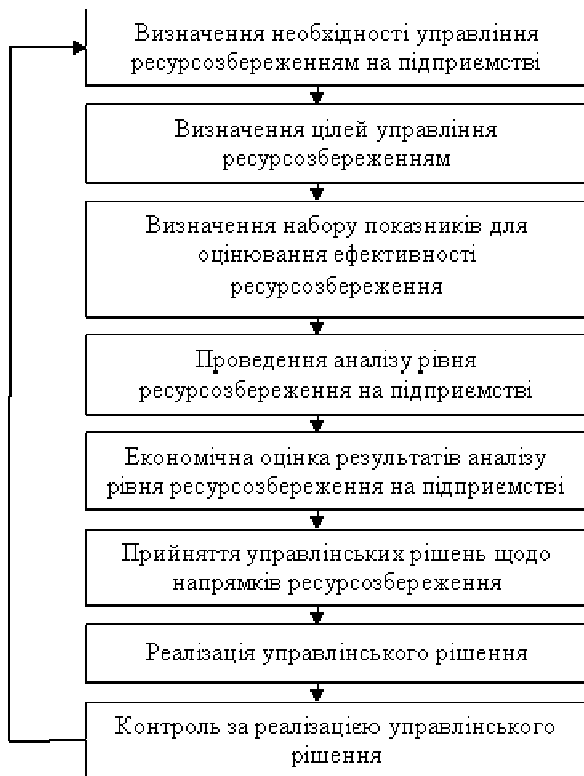 Визначення необхідності управління
ресурсозбереженням на підприємстві
Визначення цілей управління
ресурсозбереженням
Визначення набору показників для
оцінювання ефективності
ресурсозбереження
Проведення аналізу рівня
ресурсозбереження на підприємстві
Економічна оцінка результатів аналізу
рівня ресурсозбереження на підприємстві
Прийняття управлінських рішень щодо
напрямків ресурсозбереження
Реалізація управлінського рішення
Контроль за реалізацією управлінського
рішення